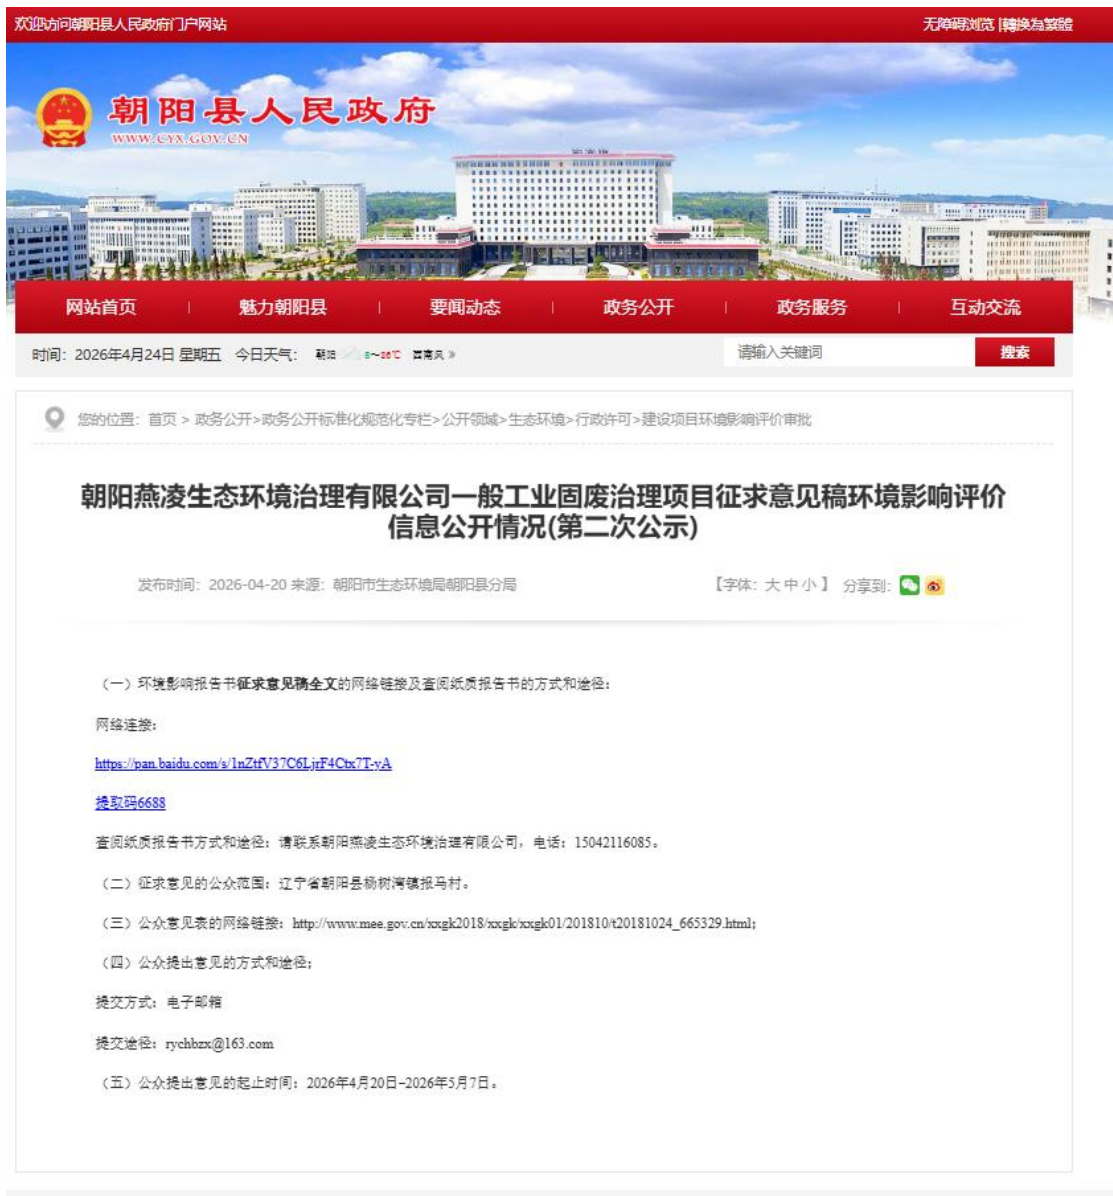 欢迎访问朝阳县人民政府门户网站
无障碍浏览 |轉换為繁體
朝阳县人民政府
WWW.CYX.GOV.CN
网站首页 | 魅力朝阳县 | 要闻动态 | 政务公开 | 政务服务 | 互动交流
时间：2026年4月24日 星期五 今日天气： 朝阳 8～26℃ 西南风 »
请输入关键词
搜索
您的位置：首页 > 政务公开>政务公开标准化规范化专栏>公开领域>生态环境>行政许可>建设项目环境影响评价审批
朝阳燕凌生态环境治理有限公司一般工业固废治理项目征求意见稿环境影响评价
信息公开情况(第二次公示)
发布时间：2026-04-20 来源：朝阳市生态环境局朝阳县分局
【字体：大 中 小 】 分享到：
（一）环境影响报告书征求意见稿全文的网络链接及查阅纸质报告书的方式和途径：
网络连接：
https://pan.baidu.com/s/1nZtfV37C6LjrF4Ctx7T-yA
提取码6688
查阅纸质报告书方式和途径：请联系朝阳燕凌生态环境治理有限公司，电话：15042116085。
（二）征求意见的公众范围：辽宁省朝阳县杨树湾镇报马村。
（三）公众意见表的网络链接：http://www.mee.gov.cn/xxgk2018/xxgk/xxgk01/201810/t20181024_665329.html;
（四）公众提出意见的方式和途径；
提交方式：电子邮箱
提交途径：rychbzx@163.com
（五）公众提出意见的起止时间：2026年4月20日-2026年5月7日。